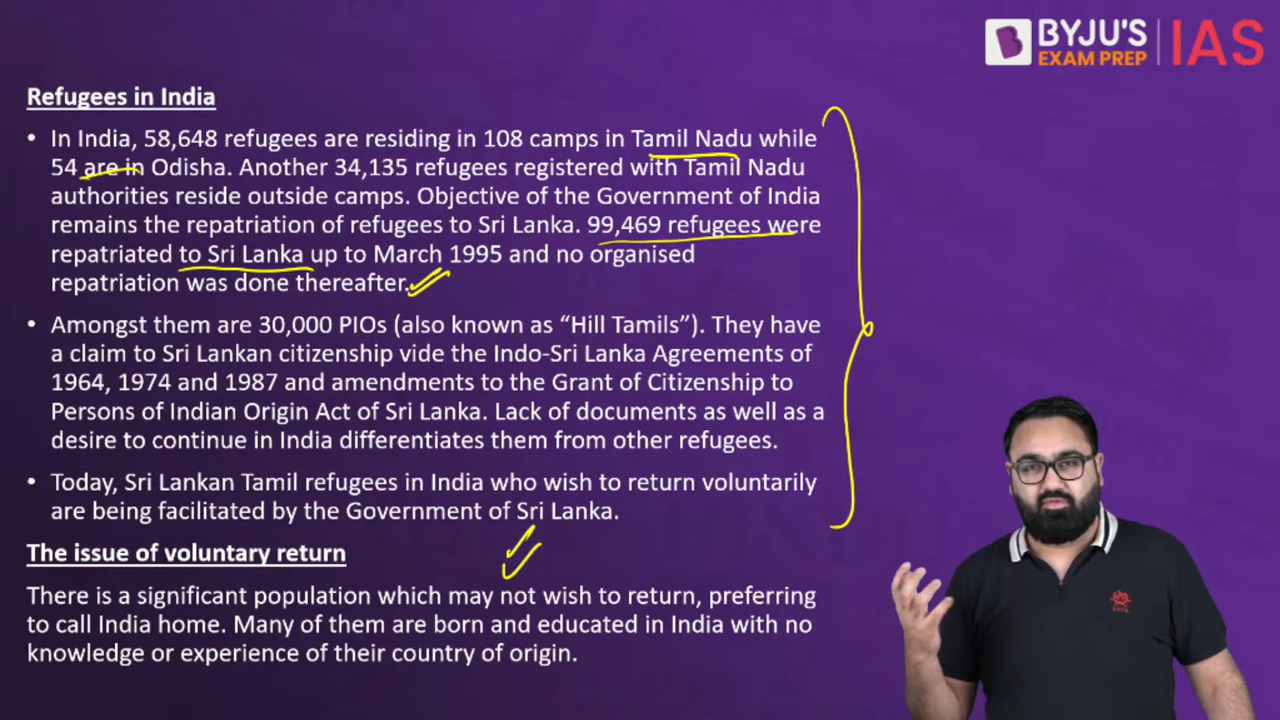 BYJU'S
EXAM PREP
IAS
Refugees in India
• In India, 58,648 refugees are residing in 108 camps in Tamil Nadu while
54 are in Odisha. Another 34,135 refugees registered with Tamil Nadu
authorities reside outside camps. Objective of the Government of India
remains the repatriation of refugees to Sri Lanka. 99,469 refugees were
repatriated to Sri Lanka up to March 1995 and no organised
repatriation was done thereafter.
• Amongst them are 30,000 PIOs (also known as “Hill Tamils”). They have
a claim to Sri Lankan citizenship vide the Indo-Sri Lanka Agreements of
1964, 1974 and 1987 and amendments to the Grant of Citizenship to
Persons of Indian Origin Act of Sri Lanka. Lack of documents as well as a
desire to continue in India differentiates them from other refugees.
• Today, Sri Lankan Tamil refugees in India who wish to return voluntarily
are being facilitated by the Government of Sri Lanka.
The issue of voluntary return
There is a significant population which may not wish to return, preferring
to call India home. Many of them are born and educated in India with no
knowledge or experience of their country of origin.